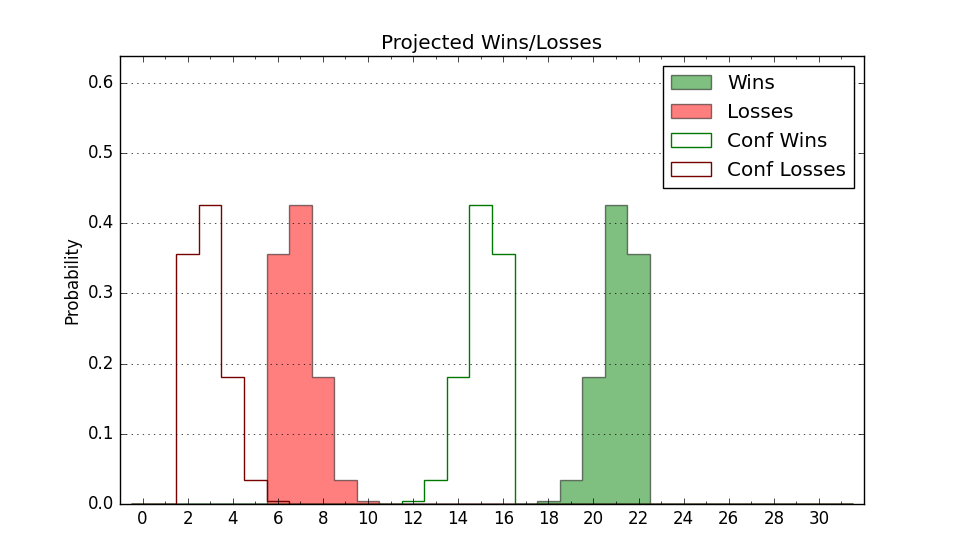 Projected Wins/Losses
0.6
0.5
0.4
0.3
0.2
0.1
0.0
Probability
Wins
Losses
Conf Wins
Conf Losses
0 2 4 6 8 10 12 14 16 18 20 22 24 26 28 30